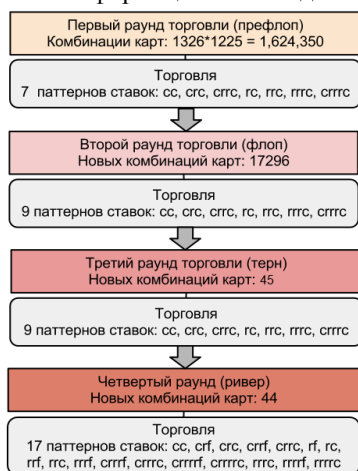 Первый раунд торговли (префлоп)
Комбинации карт: 1326*1225 = 1,624,350
Торговля
7 паттернов ставок: cc, crc, crrc, rc, rrc, rrrc, crrrc
Второй раунд торговли (флоп)
Новых комбинаций карт: 17296
Торговля
9 паттернов ставок: cc, crc, crrc, rc, rrc, rrrc, crrrc
Третий раунд торговли (терн)
Новых комбинаций карт: 45
Торговля
9 паттернов ставок: cc, crc, crrc, rc, rrc, rrrc, crrrc
Четвертый раунд (ривер)
Новых комбинаций карт: 44
Торговля
17 паттернов ставок: cc, crf, crc, crrf, crrc, rf, rc,
rrf, rrc, rrrf, crrrf, crrrc, crrrrf, crrrrc, rrrc, rrrrf, rrrrc